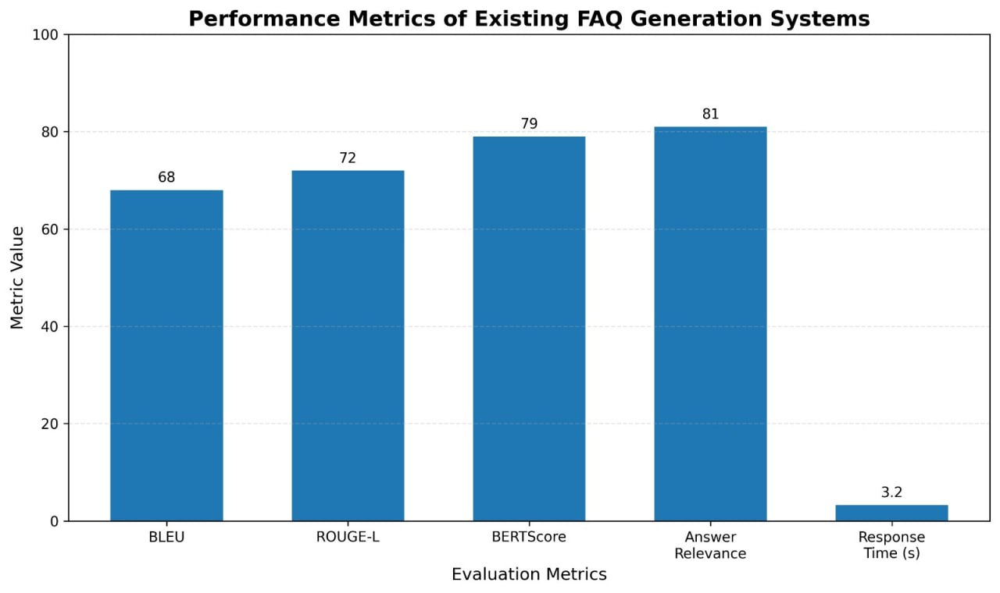 Performance Metrics of Existing FAQ Generation Systems
100
80
60
40
20
0
Metric Value
68
72
79
81
3.2
BLEU
ROUGE-L
BERTScore
Answer
Relevance
Response
Time (s)
Evaluation Metrics